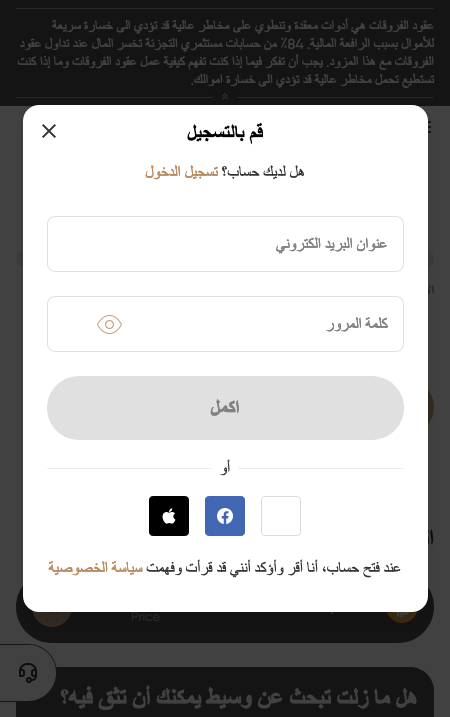 عقود الفروقات هي أدوات معقدة وتنطوي على مخاطر عالية قد تؤدي الى خسارة سريعة
للأموال بسبب الرافعة المالية. 84٪ من حسابات مستثمري التجزئة تخسر المال عند تداول عقود
الفروقات مع هذا المزود. يجب أن تفكر فيما إذا كنت تفهم كيفية عمل عقود الفروقات وما إذا كنت
تستطيع تحمل مخاطر عالية قد تؤدي الى خسارة اموالك.
قم بالتسجيل
هل لديك حساب؟ تسجيل الدخول
عنوان البريد الكتروني
كلمة المرور
اكمل
أو
عند فتح حساب، أنا أقر وأؤكد أنني قد قرأت وفهمت سياسة الخصوصية
Price
هل ما زلت تبحث عن وسيط يمكنك أن تثق فيه؟